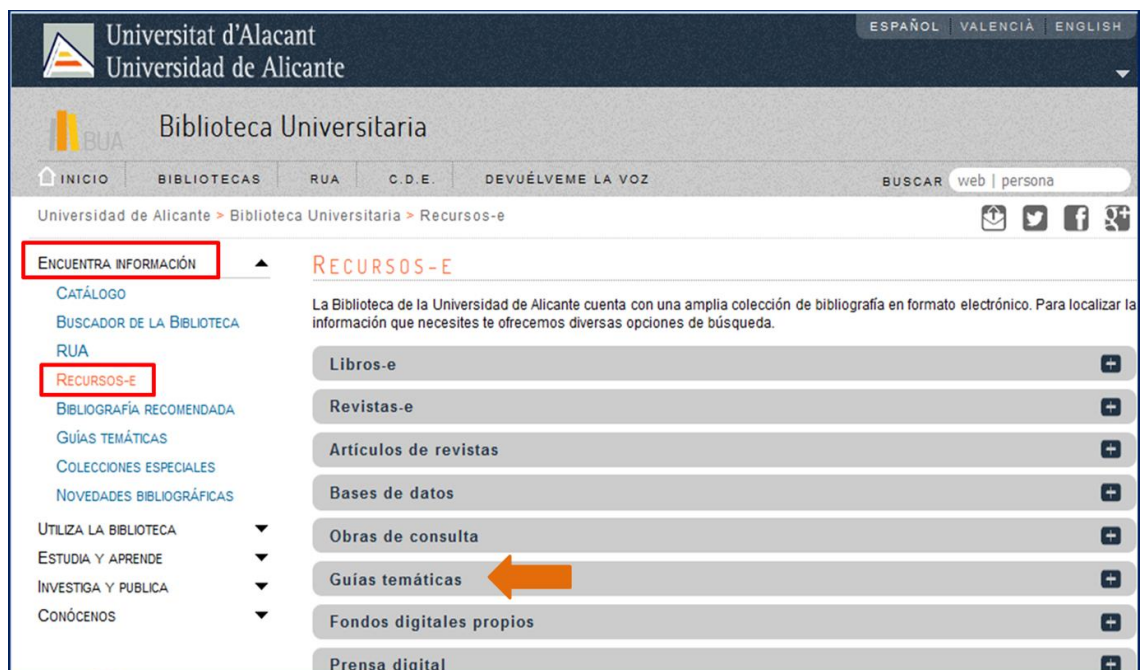 Universitat d'Alacant
Universidad de Alicante
ESPAÑOL VALENCIÀ ENGLISH
BUA
Biblioteca Universitaria
INICIO BIBLIOTECAS RUA C.D.E. DEVUÉLVEME LA VOZ
BUSCAR web | persona
Universidad de Alicante > Biblioteca Universitaria > Recursos-e
ENCUENTRA INFORMACIÓN
CATÁLOGO
BUSCADOR DE LA BIBLIOTECA
RUA
RECURSOS-E
BIBLIOGRAFÍA RECOMENDADA
GUÍAS TEMÁTICAS
COLECCIONES ESPECIALES
NOVEDADES BIBLIOGRÁFICAS
UTILIZA LA BIBLIOTECA
ESTUDIA Y APRENDE
INVESTIGA Y PUBLICA
CONÓCENOS
RECURSOS-E
La Biblioteca de la Universidad de Alicante cuenta con una amplia colección de bibliografía en formato electrónico. Para localizar la
información que necesites te ofrecemos diversas opciones de búsqueda.
Libros-e
Revistas-e
Artículos de revistas
Bases de datos
Obras de consulta
Guías temáticas
Fondos digitales propios
Prensa digital